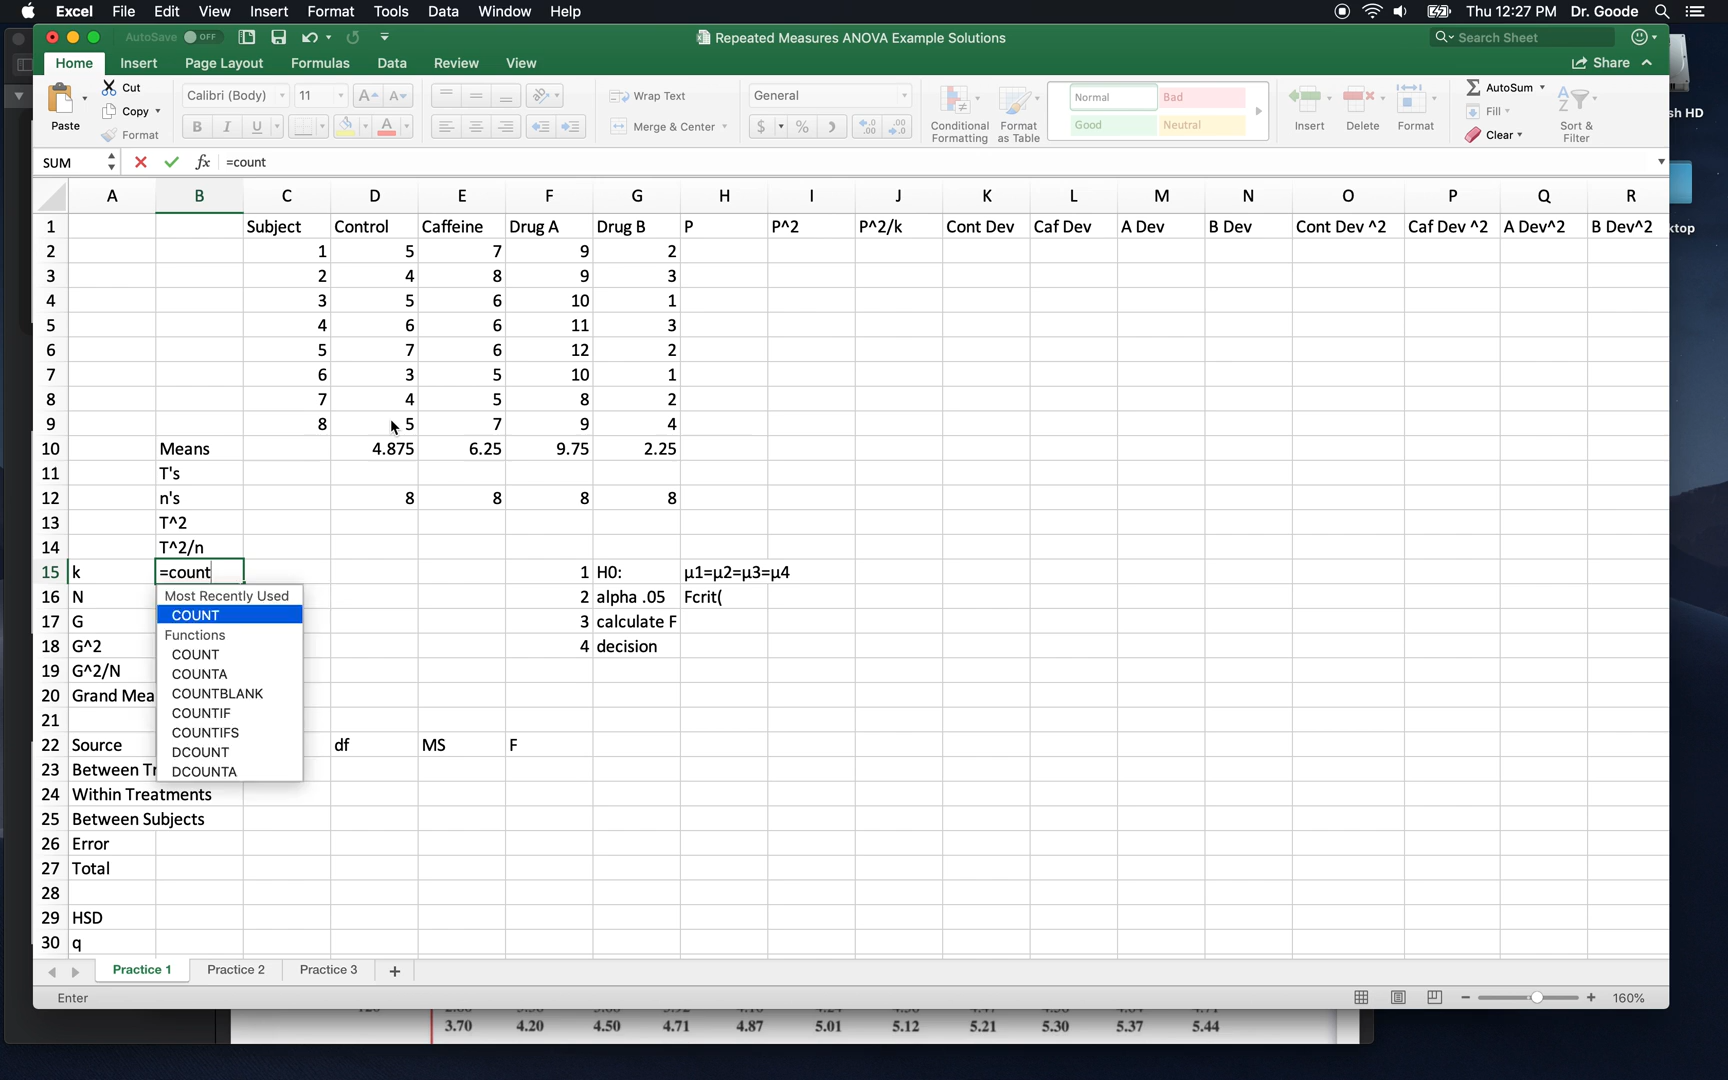 Excel File Edit View Insert Format Tools Data Window Help Thu 12:27 PM Dr. Goode
AutoSave OFF Repeated Measures ANOVA Example Solutions Search Sheet
Home Insert Page Layout Formulas Data Review View Share
Cut Calibri (Body) 11 Wrap Text General Normal Bad AutoSum
Copy Fill
Paste Format Merge & Center Conditional Formatting Format as Table Good Neutral Insert Delete Format Clear Sort & Filter
SUM fx =count
A B C D E F G H I J K L M N O P Q R
1 Subject Control Caffeine Drug A Drug B P P^2 P^2/k Cont Dev Caf Dev A Dev B Dev Cont Dev ^2 Caf Dev ^2 A Dev^2 B Dev^2
2 1 5 7 9 2
3 2 4 8 9 3
4 3 5 6 10 1
5 4 6 6 11 3
6 5 7 6 12 2
7 6 3 5 10 1
8 7 4 5 8 2
9 8 5 7 9 4
10 Means 4.875 6.25 9.75 2.25
11 T's
12 n's 8 8 8 8
13 T^2
14 T^2/n
15 k =count 1 H0: μ1=μ2=μ3=μ4
Most Recently Used
16 N COUNT 2 alpha .05 Fcrit(
17 G Functions 3 calculate F
18 G^2 COUNT 4 decision
19 G^2/N COUNTA
20 Grand Mea COUNTBLANK
21 COUNTIF
COUNTIFS
22 Source DCOUNT df MS F
23 Between Tr DCOUNTA
24 Within Treatments
25 Between Subjects
26 Error
27 Total
28
29 HSD
30 q
Practice 1 Practice 2 Practice 3 +
Enter 160%
3.70 4.20 4.50 4.71 4.87 5.01 5.12 5.21 5.30 5.37 5.44